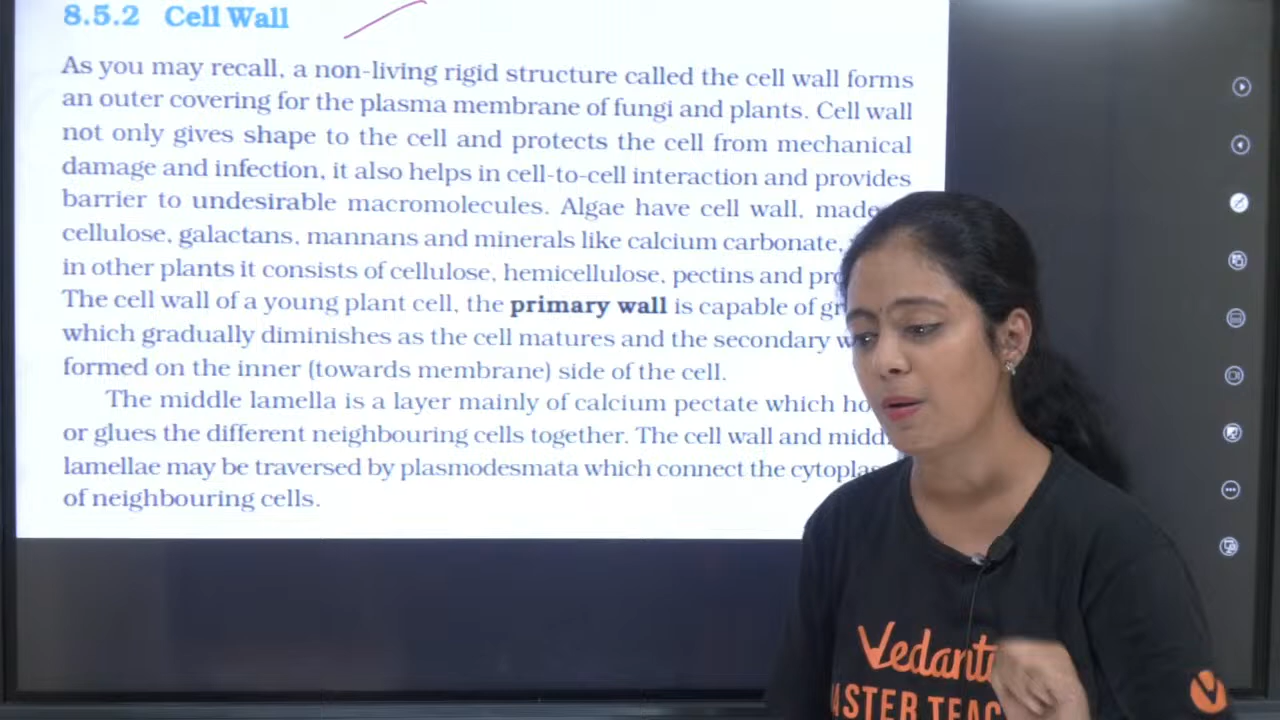 8.5.2 Cell Wall
As you may recall, a non-living rigid structure called the cell wall forms
an outer covering for the plasma membrane of fungi and plants. Cell wall
not only gives shape to the cell and protects the cell from mechanical
damage and infection, it also helps in cell-to-cell interaction and provides
barrier to undesirable macromolecules. Algae have cell wall, made
cellulose, galactans, mannans and minerals like calcium carbonate,
in other plants it consists of cellulose, hemicellulose, pectins and
The cell wall of a young plant cell, the primary wall is capable of
which gradually diminishes as the cell matures and the secondary
formed on the inner (towards membrane) side of the cell.
The middle lamella is a layer mainly of calcium pectate which
or glues the different neighbouring cells together. The cell wall and
lamellae may be traversed by plasmodesmata which connect the
of neighbouring cells.